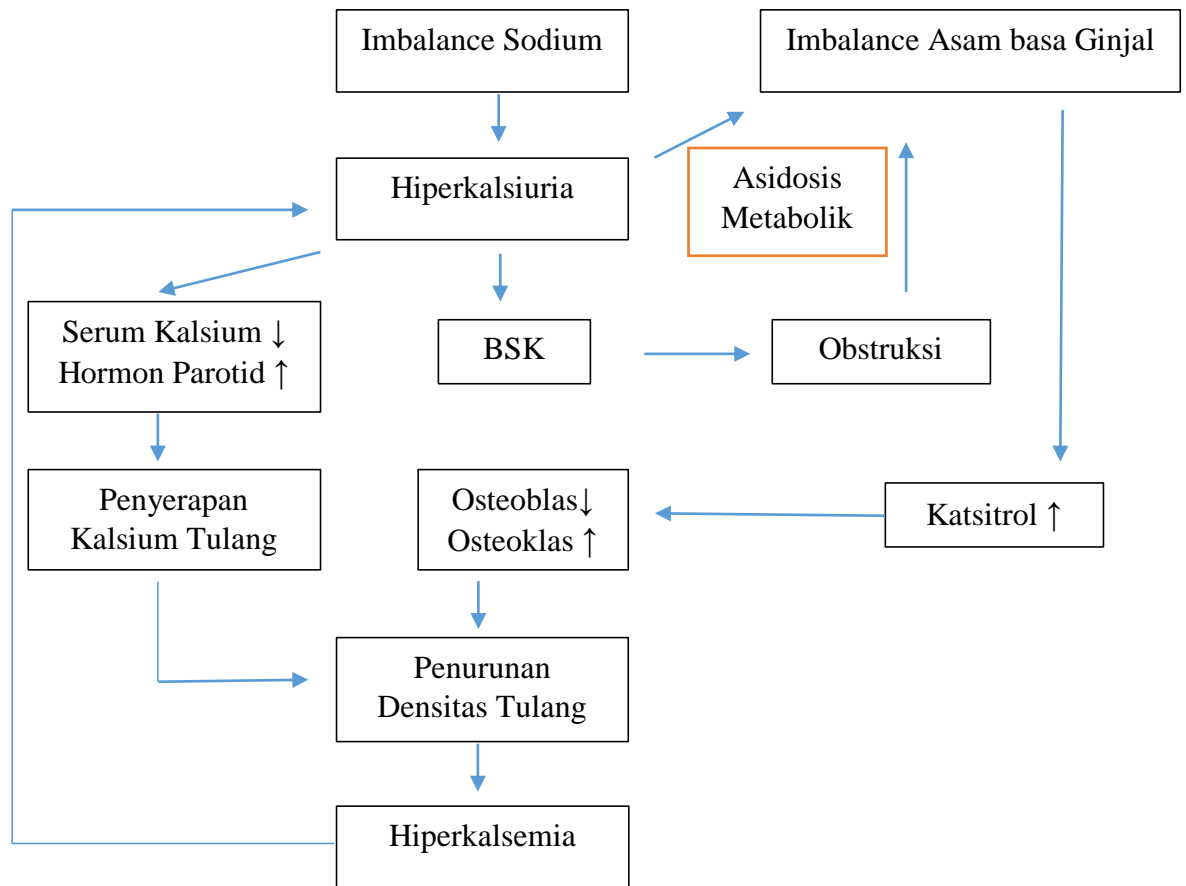 Imbalance Sodium
Imbalance Asam basa Ginjal
Hiperkalsiuria
Asidosis
Metabolik
Serum Kalsium ↓
Hormon Parotid ↑
BSK
Obstruksi
Penyerapan
Kalsium Tulang
Osteoblas↓
Osteoklas ↑
Katsitrol ↑
Penurunan
Densitas Tulang
Hiperkalsemia